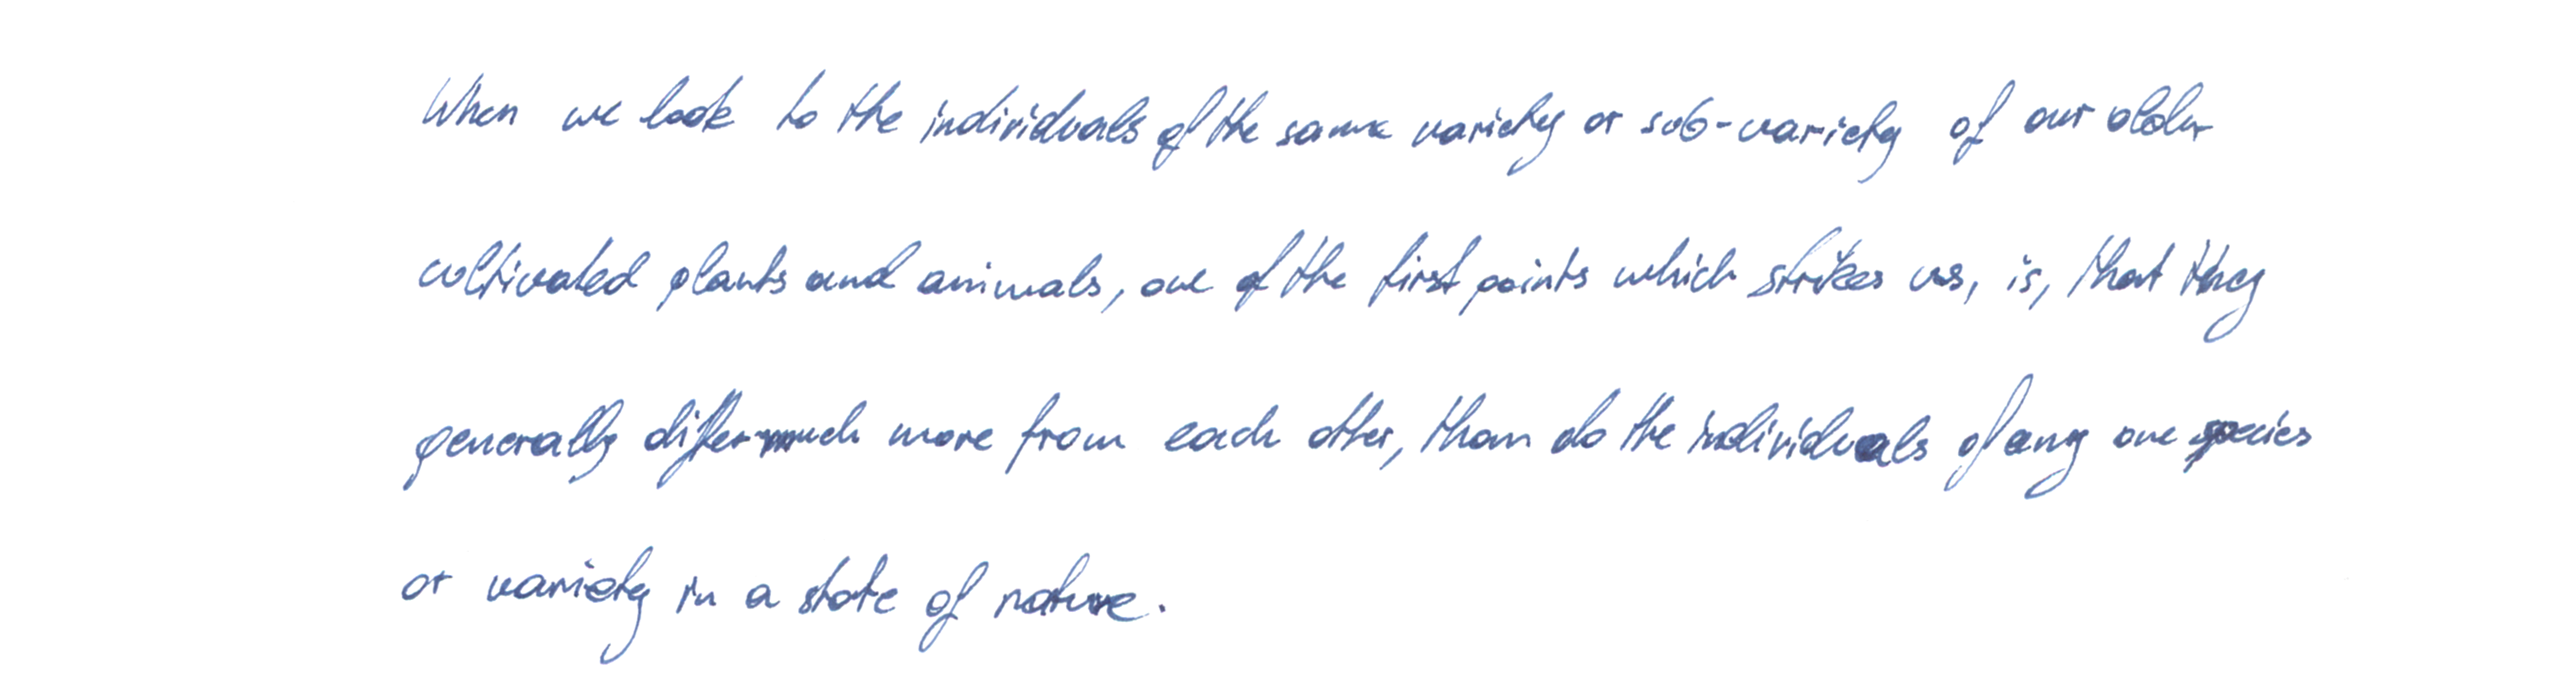 When we look to the individuals of the same variety or sub-variety of our older
cultivated plants and animals, one of the first points which strikes us, is, that they
generally differ much more from each other, than do the individuals of any one species
or variety in a state of nature.